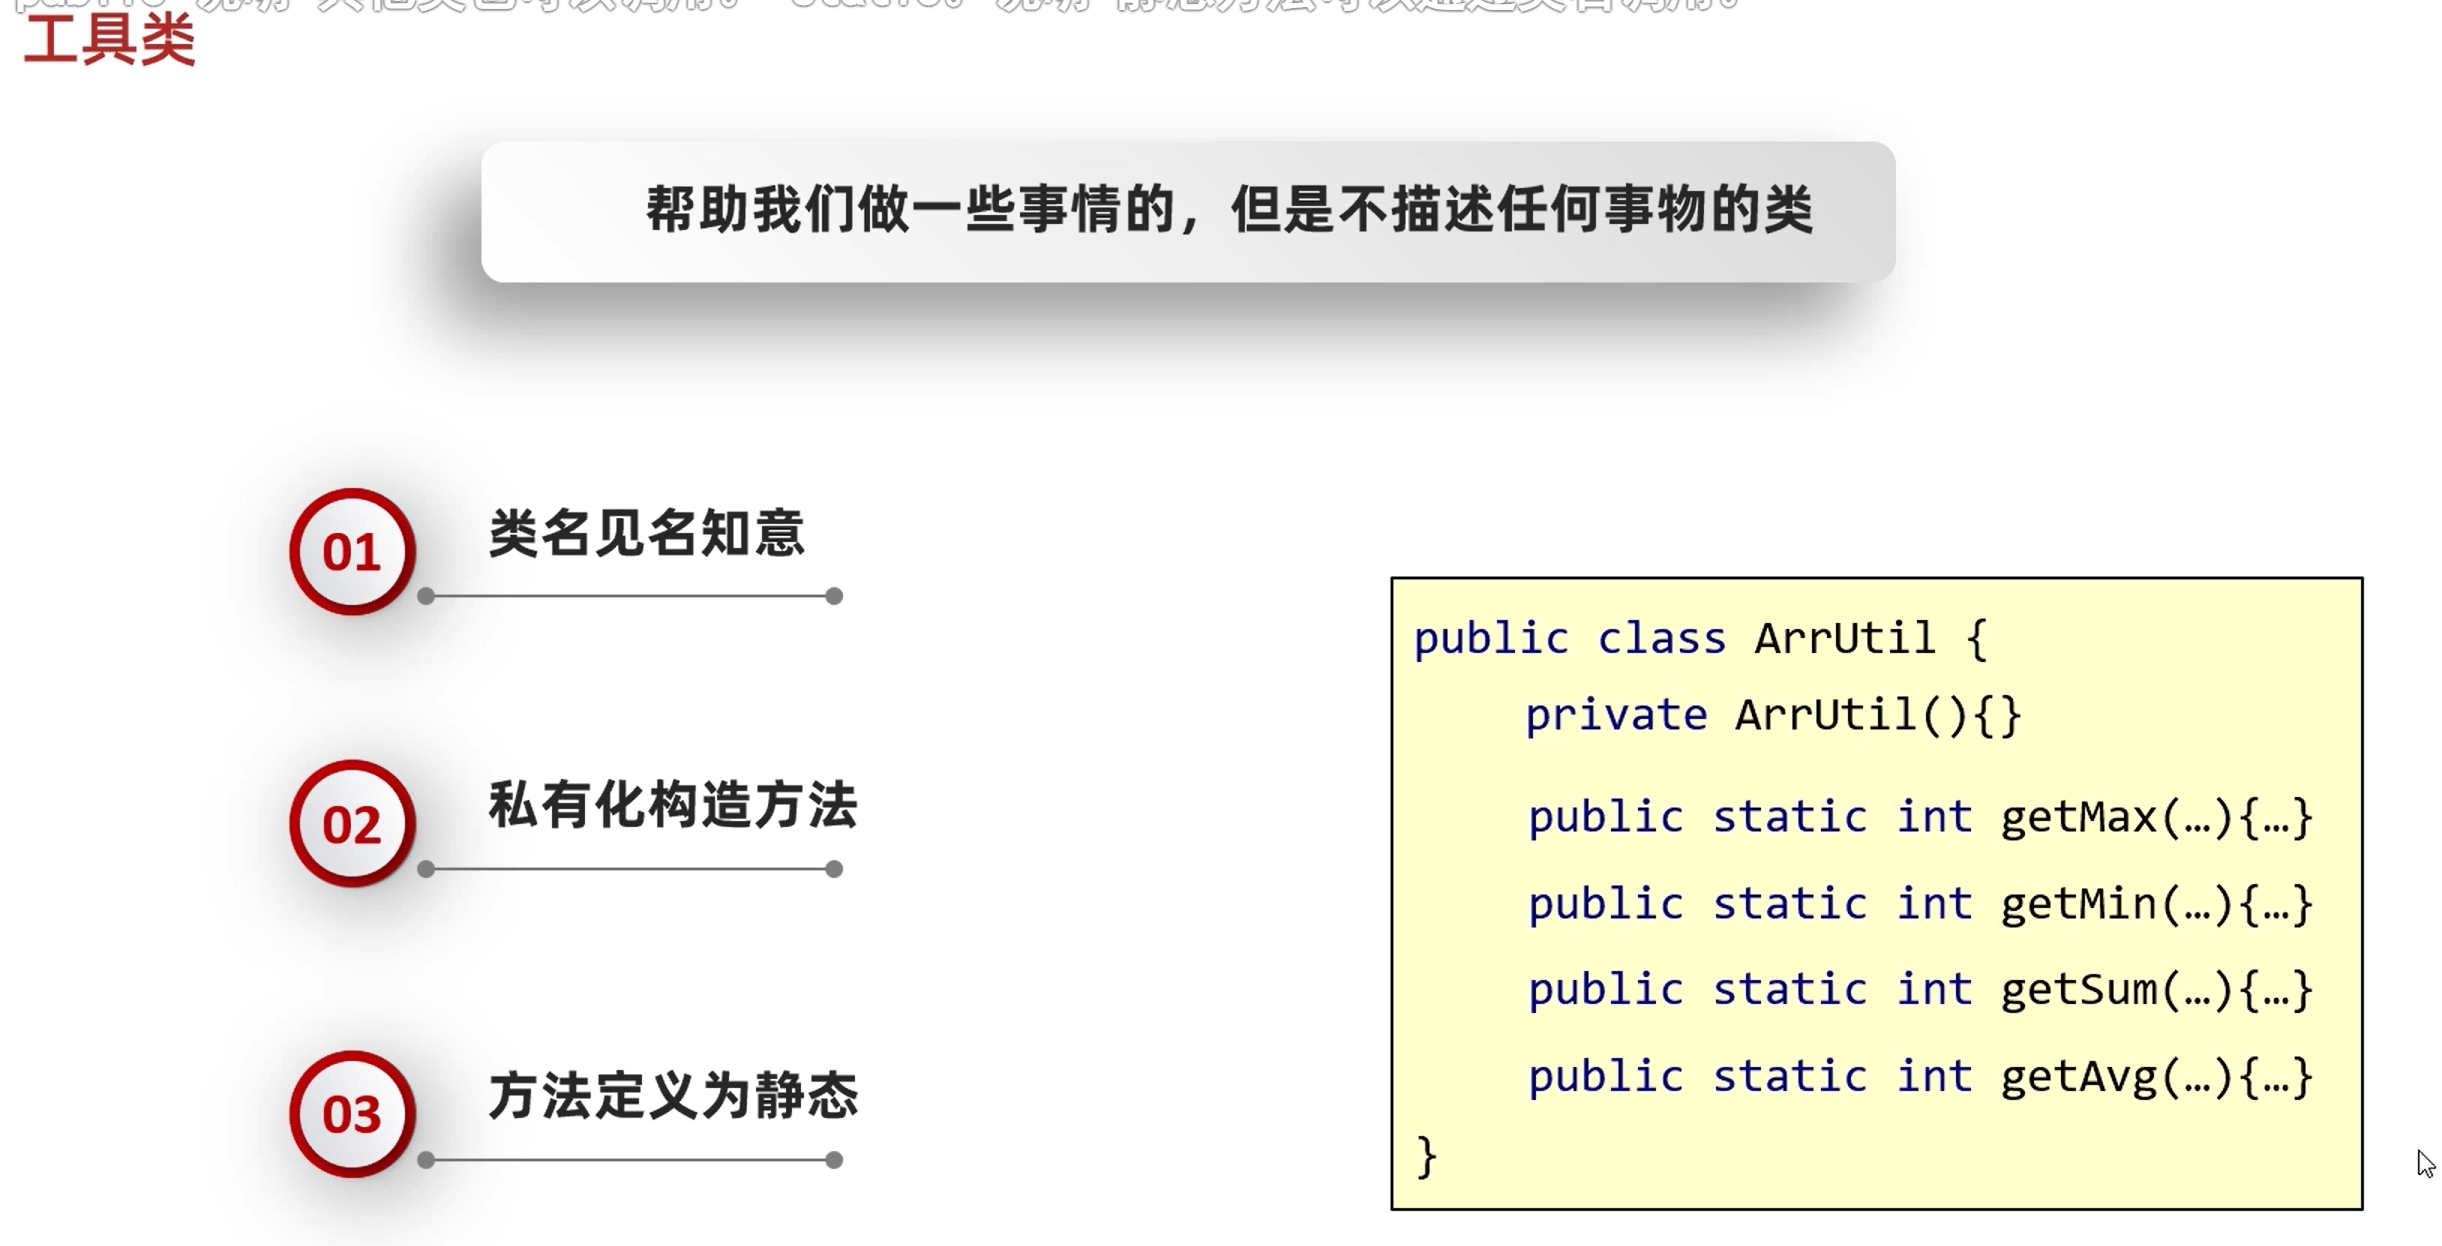 工具类
帮助我们做一些事情的，但是不描述任何事物的类
01 类名见名知意
02 私有化构造方法
03 方法定义为静态
public class ArrUtil {
private ArrUtil(){}
public static int getMax(…){…}
public static int getMin(…){…}
public static int getSum(…){…}
public static int getAvg(…){…}
}